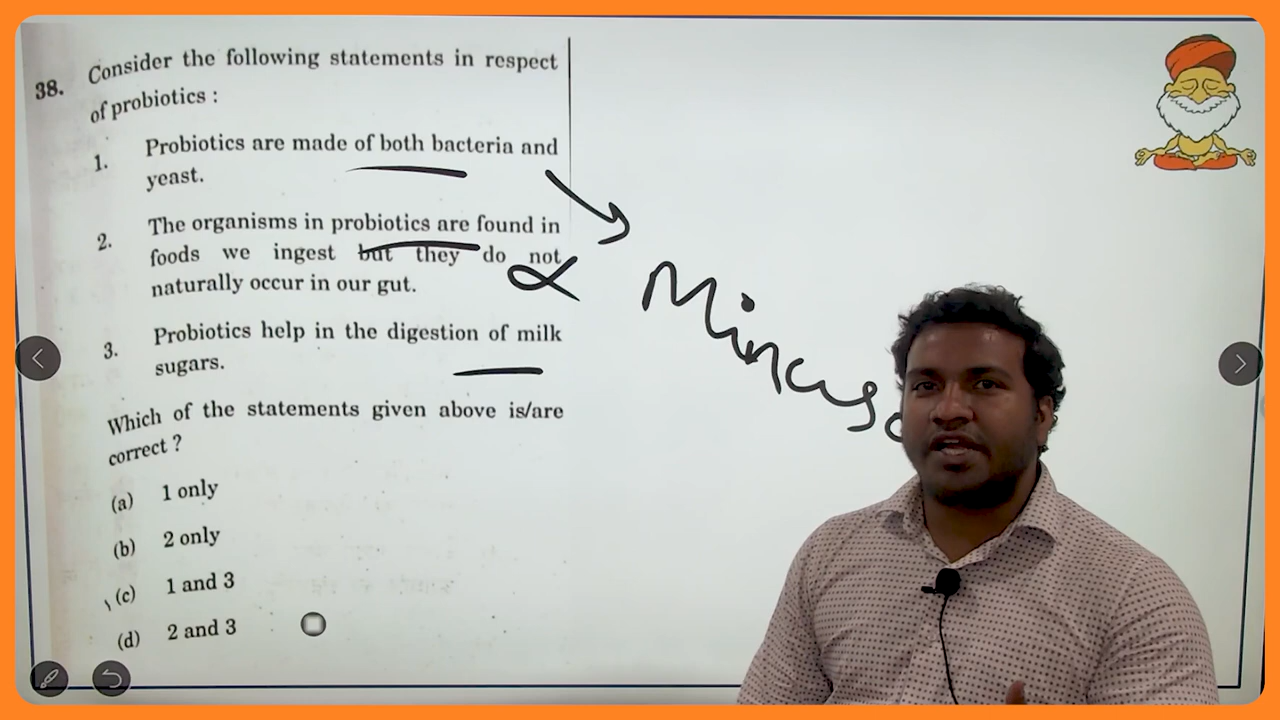 38. Consider the following statements in respect
of probiotics :
1. Probiotics are made of both bacteria and
yeast.
2. The organisms in probiotics are found in
foods we ingest but they do not
naturally occur in our gut.
3. Probiotics help in the digestion of milk
sugars.
Which of the statements given above is/are
correct ?
(a) 1 only
(b) 2 only
(c) 1 and 3
(d) 2 and 3